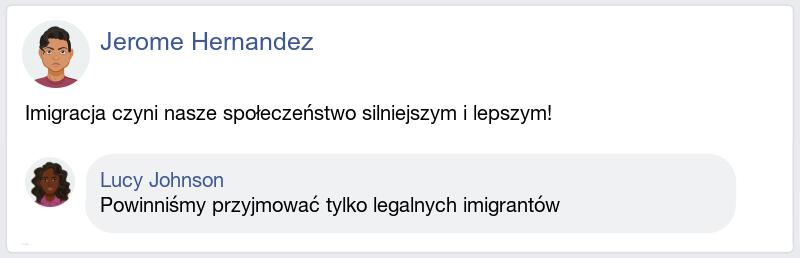 Jerome Hernandez
Imigracja czyni nasze społeczeństwo silniejszym i lepszym!
Lucy Johnson
Powinniśmy przyjmować tylko legalnych imigrantów